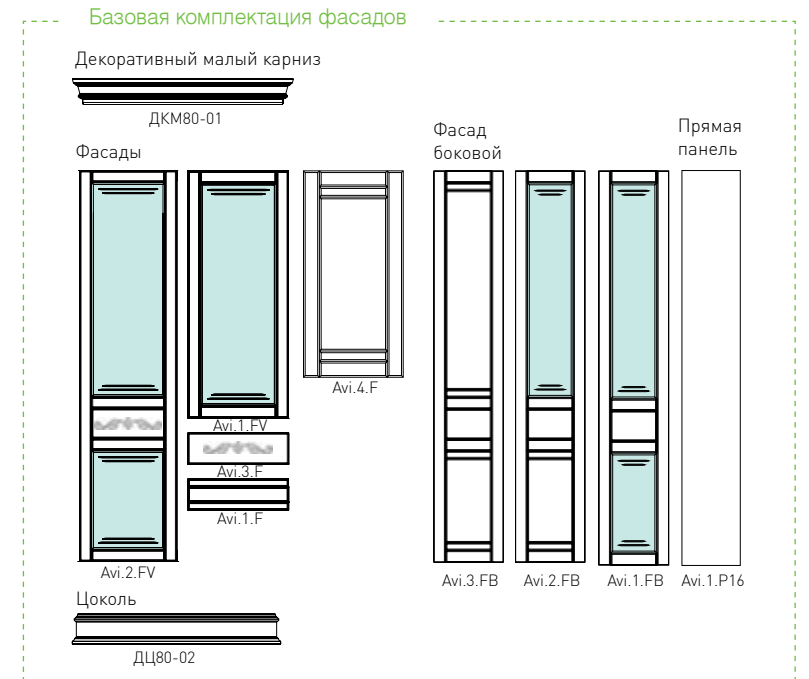 Базовая комплектация фасадов
Декоративный малый карниз
ДКМ80-01
Фасады
Avi.2.FV
Avi.1.FV
Avi.3.F
Avi.1.F
Avi.4.F
Фасад
боковой
Прямая
панель
Avi.3.FB
Avi.2.FB
Avi.1.FB
Avi.1.P16
Цоколь
ДЦ80-02